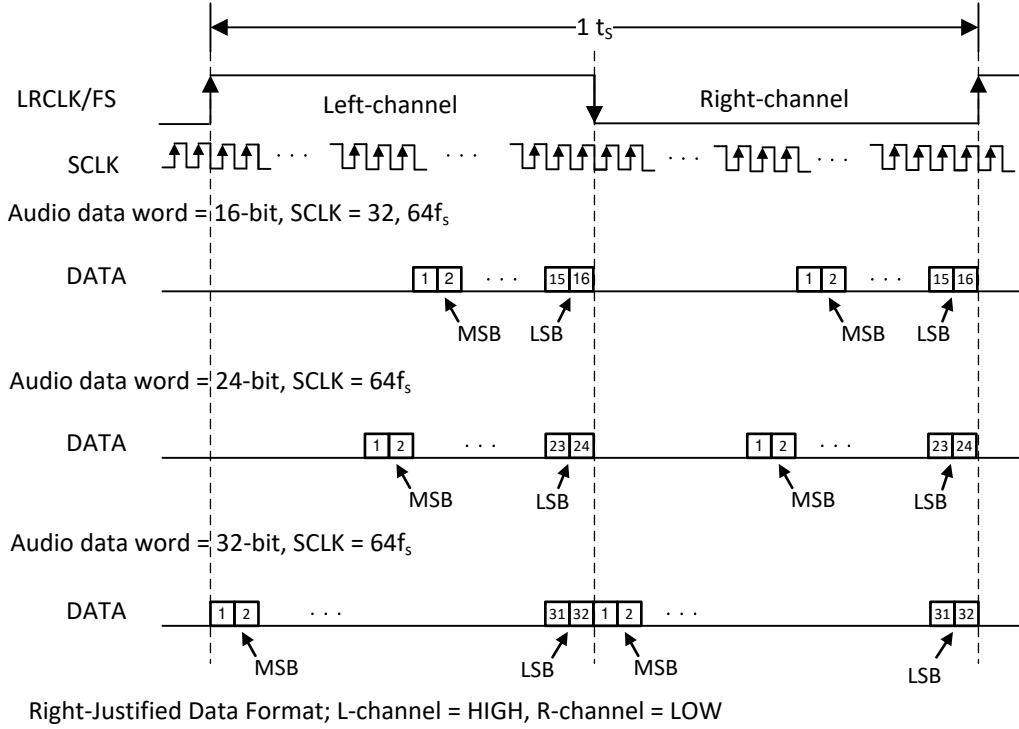 1 tS
LRCLK/FS
Left-channel
Right-channel
SCLK . . . . . . . . . . . .
Audio data word = 16-bit, SCLK = 32, 64fs
DATA 1 2 . . . 15 16 1 2 . . . 15 16
MSB LSB MSB LSB
Audio data word = 24-bit, SCLK = 64fs
DATA 1 2 . . . 23 24 1 2 . . . 23 24
MSB LSB MSB LSB
Audio data word = 32-bit, SCLK = 64fs
DATA 1 2 . . . 31 32 1 2 . . . 31 32
MSB LSB MSB LSB
Right-Justified Data Format; L-channel = HIGH, R-channel = LOW